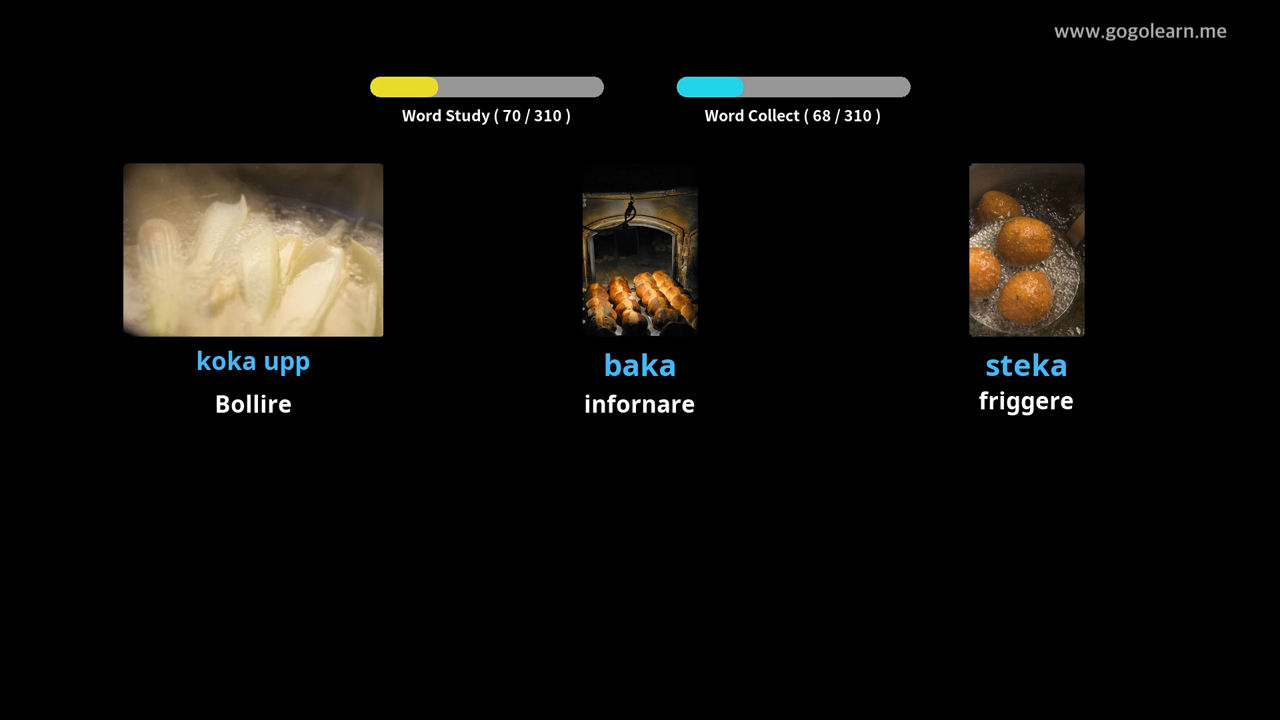 www.gogolearn.me
Word Study ( 70 / 310 )
Word Collect ( 68 / 310 )
koka upp
Bollire
baka
infornare
steka
friggere